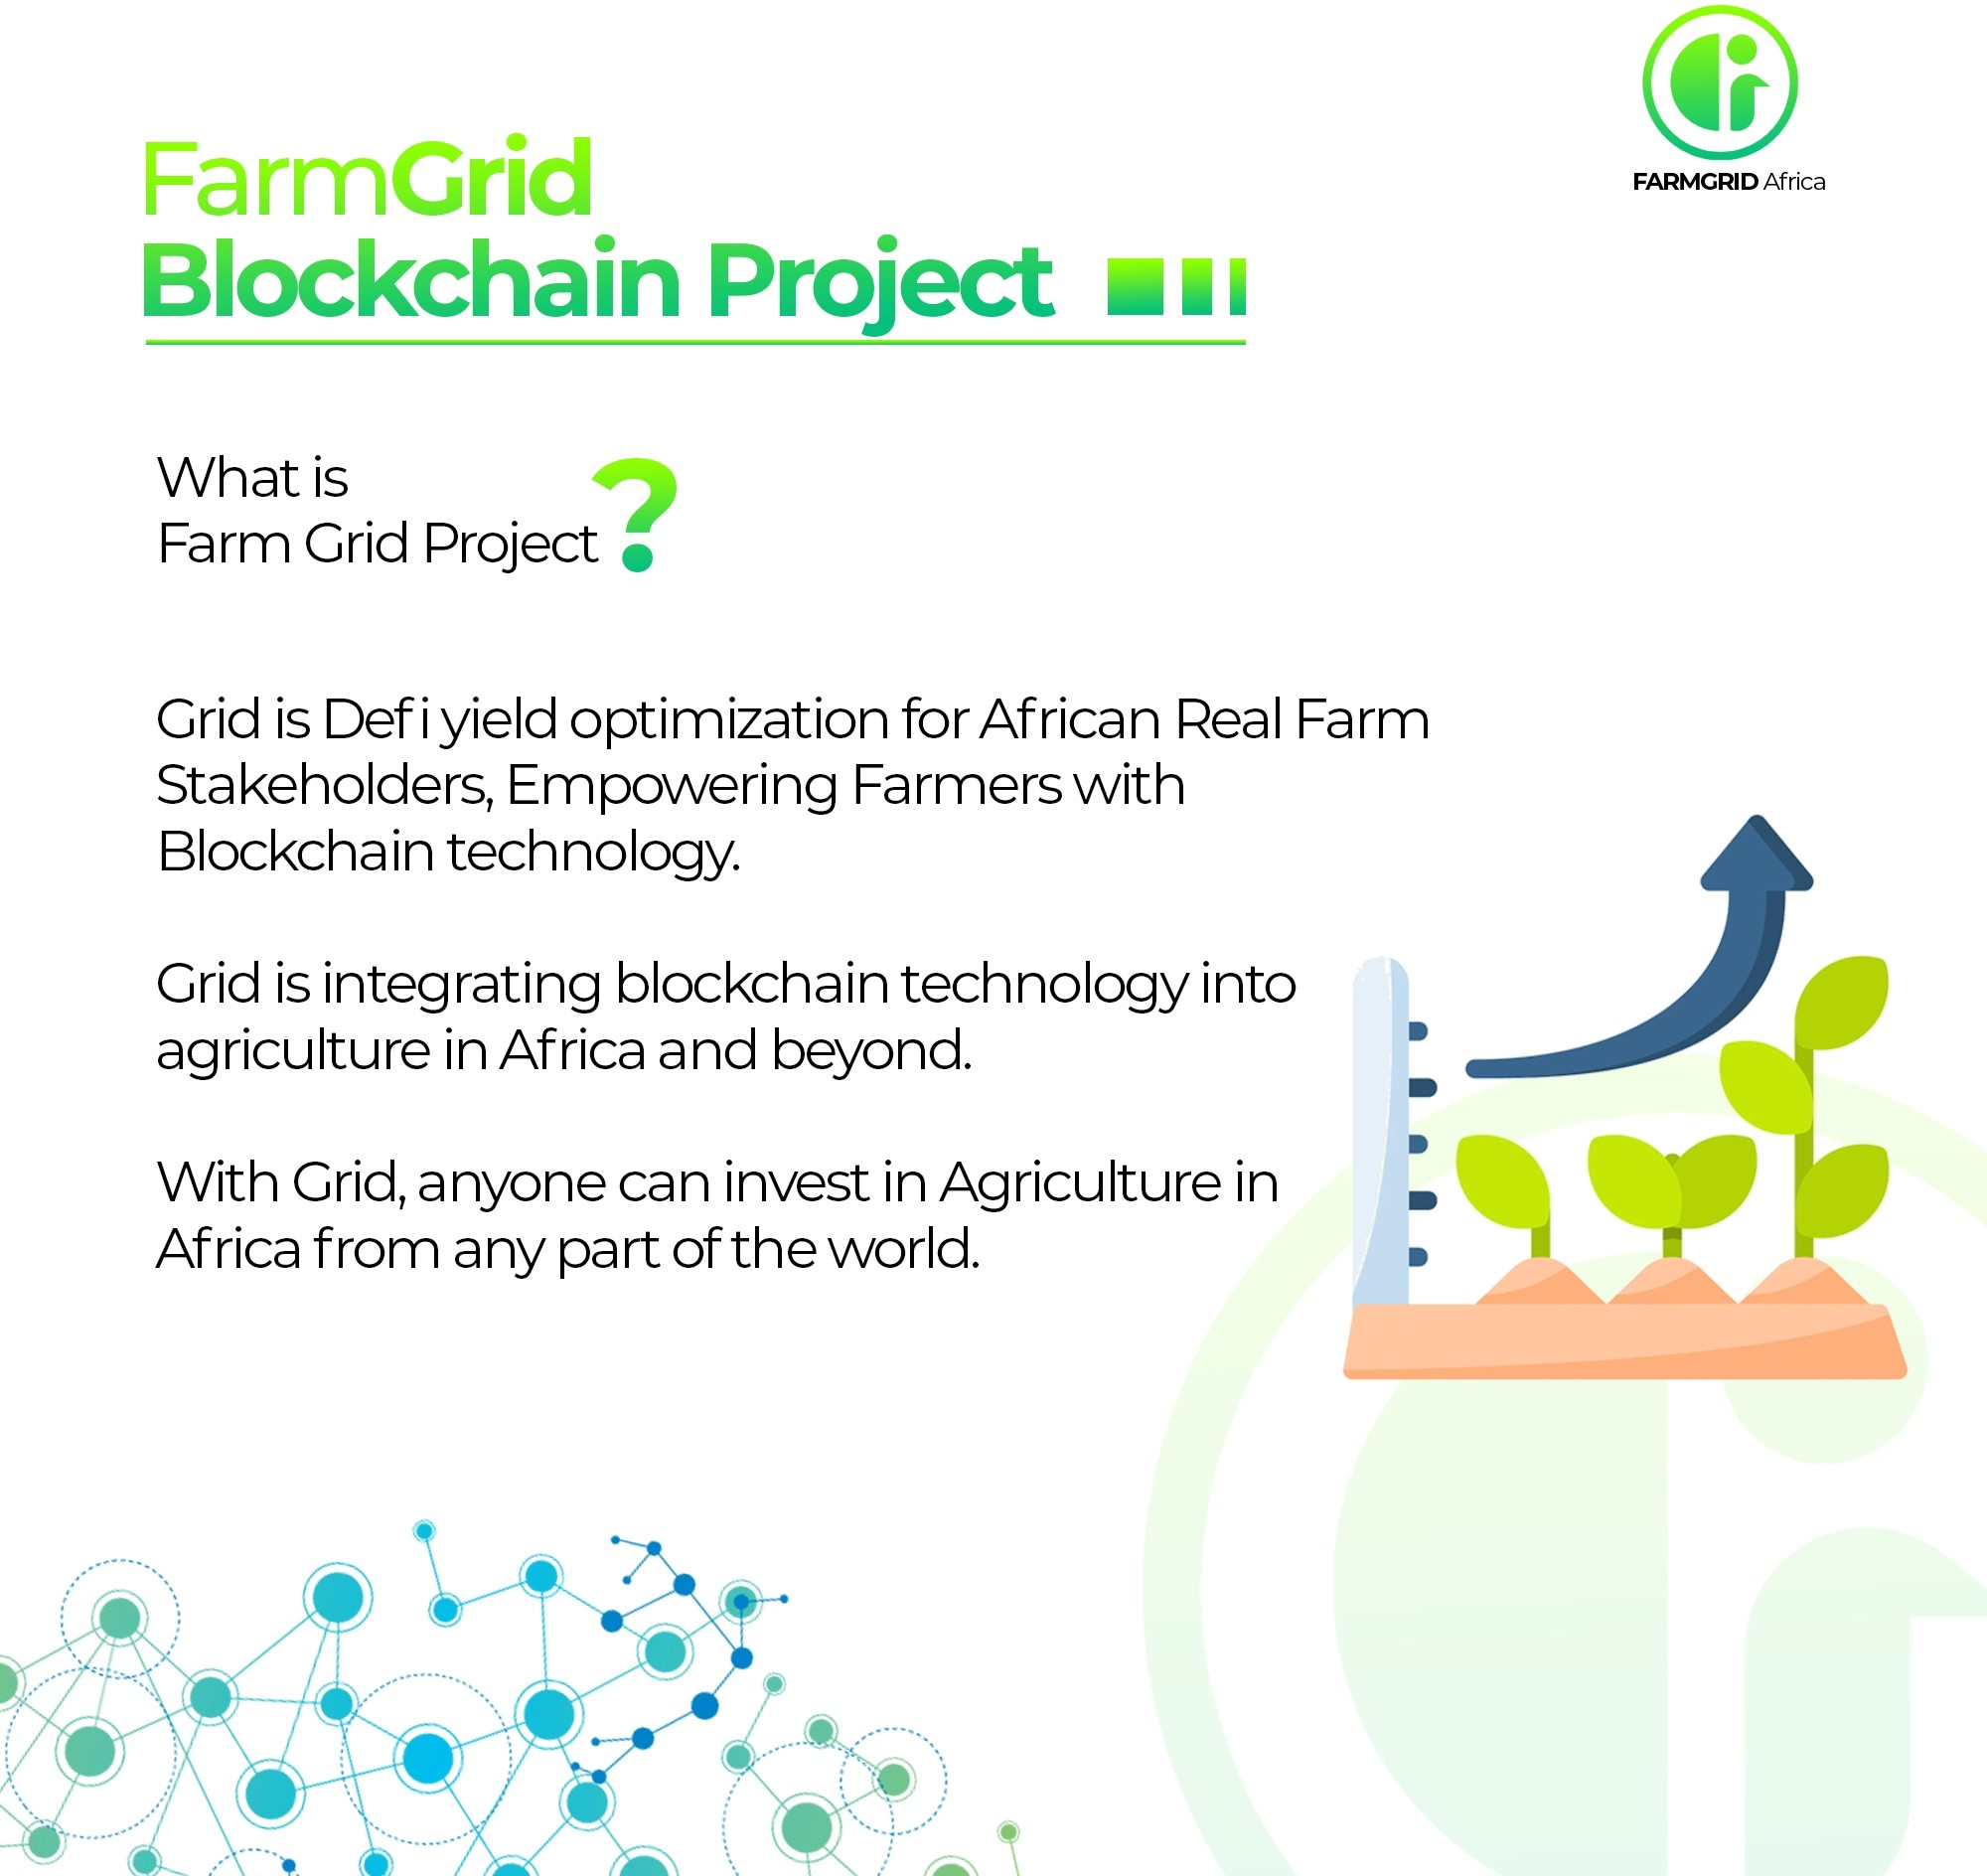 FARMGRID Africa
FarmGrid
Blockchain Project
What is
Farm Grid Project?
Grid is Defi yield optimization for African Real Farm
Stakeholders, Empowering Farmers with
Blockchain technology.
Grid is integrating blockchain technology into
agriculture in Africa and beyond.
With Grid, anyone can invest in Agriculture in
Africa from any part of the world.